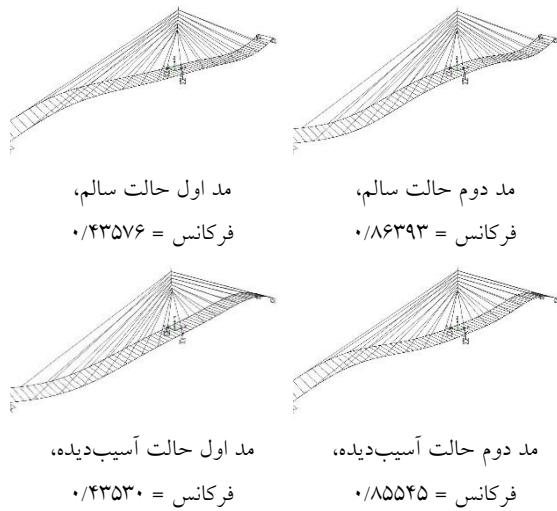 مد اول حالت سالم،
فرکانس = ۰/۴۳۵۷۶
مد دوم حالت سالم،
فرکانس = ۰/۸۶۳۹۳
مد اول حالت آسیب‌دیده،
فرکانس = ۰/۴۳۵۳۰
مد دوم حالت آسیب‌دیده،
فرکانس = ۰/۸۵۵۴۵